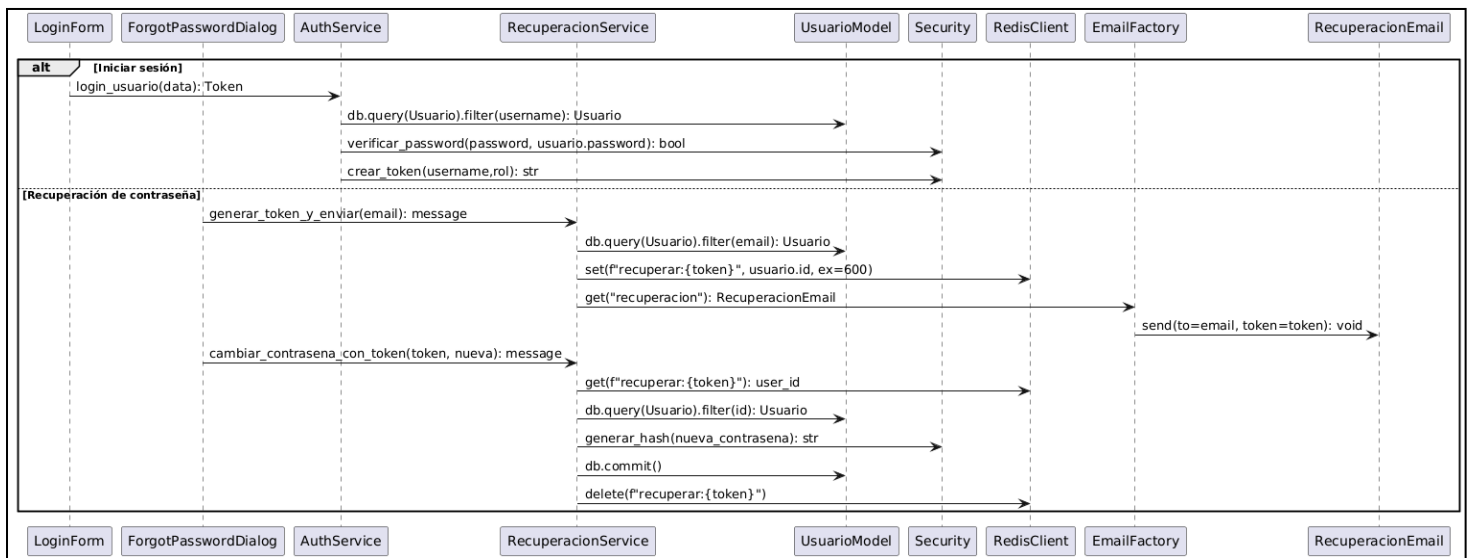 LoginForm ForgotPasswordDialog AuthService RecuperacionService UsuarioModel Security RedisClient EmailFactory RecuperacionEmail
alt [Iniciar sesión]
login_usuario(data): Token
db.query(Usuario).filter(username): Usuario
verificar_password(password, usuario.password): bool
crear_token(username,rol): str
[Recuperación de contraseña]
generar_token_y_enviar(email): message
db.query(Usuario).filter(email): Usuario
set(f"recuperar:{token}", usuario.id, ex=600)
get("recuperacion"): RecuperacionEmail
send(to=email, token=token): void
cambiar_contrasena_con_token(token, nueva): message
get(f"recuperar:{token}"): user_id
db.query(Usuario).filter(id): Usuario
generar_hash(nueva_contrasena): str
db.commit()
delete(f"recuperar:{token}")
LoginForm ForgotPasswordDialog AuthService RecuperacionService UsuarioModel Security RedisClient EmailFactory RecuperacionEmail